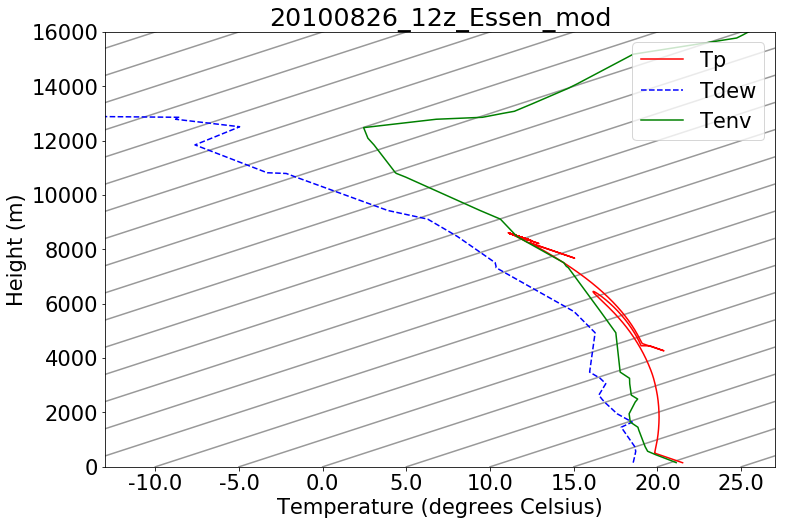 20100826_12z_Essen_mod
16000
14000
12000
10000
8000
6000
4000
2000
0
Height (m)
Tp
Tdew
Tenv
-10.0 -5.0 0.0 5.0 10.0 15.0 20.0 25.0
Temperature (degrees Celsius)